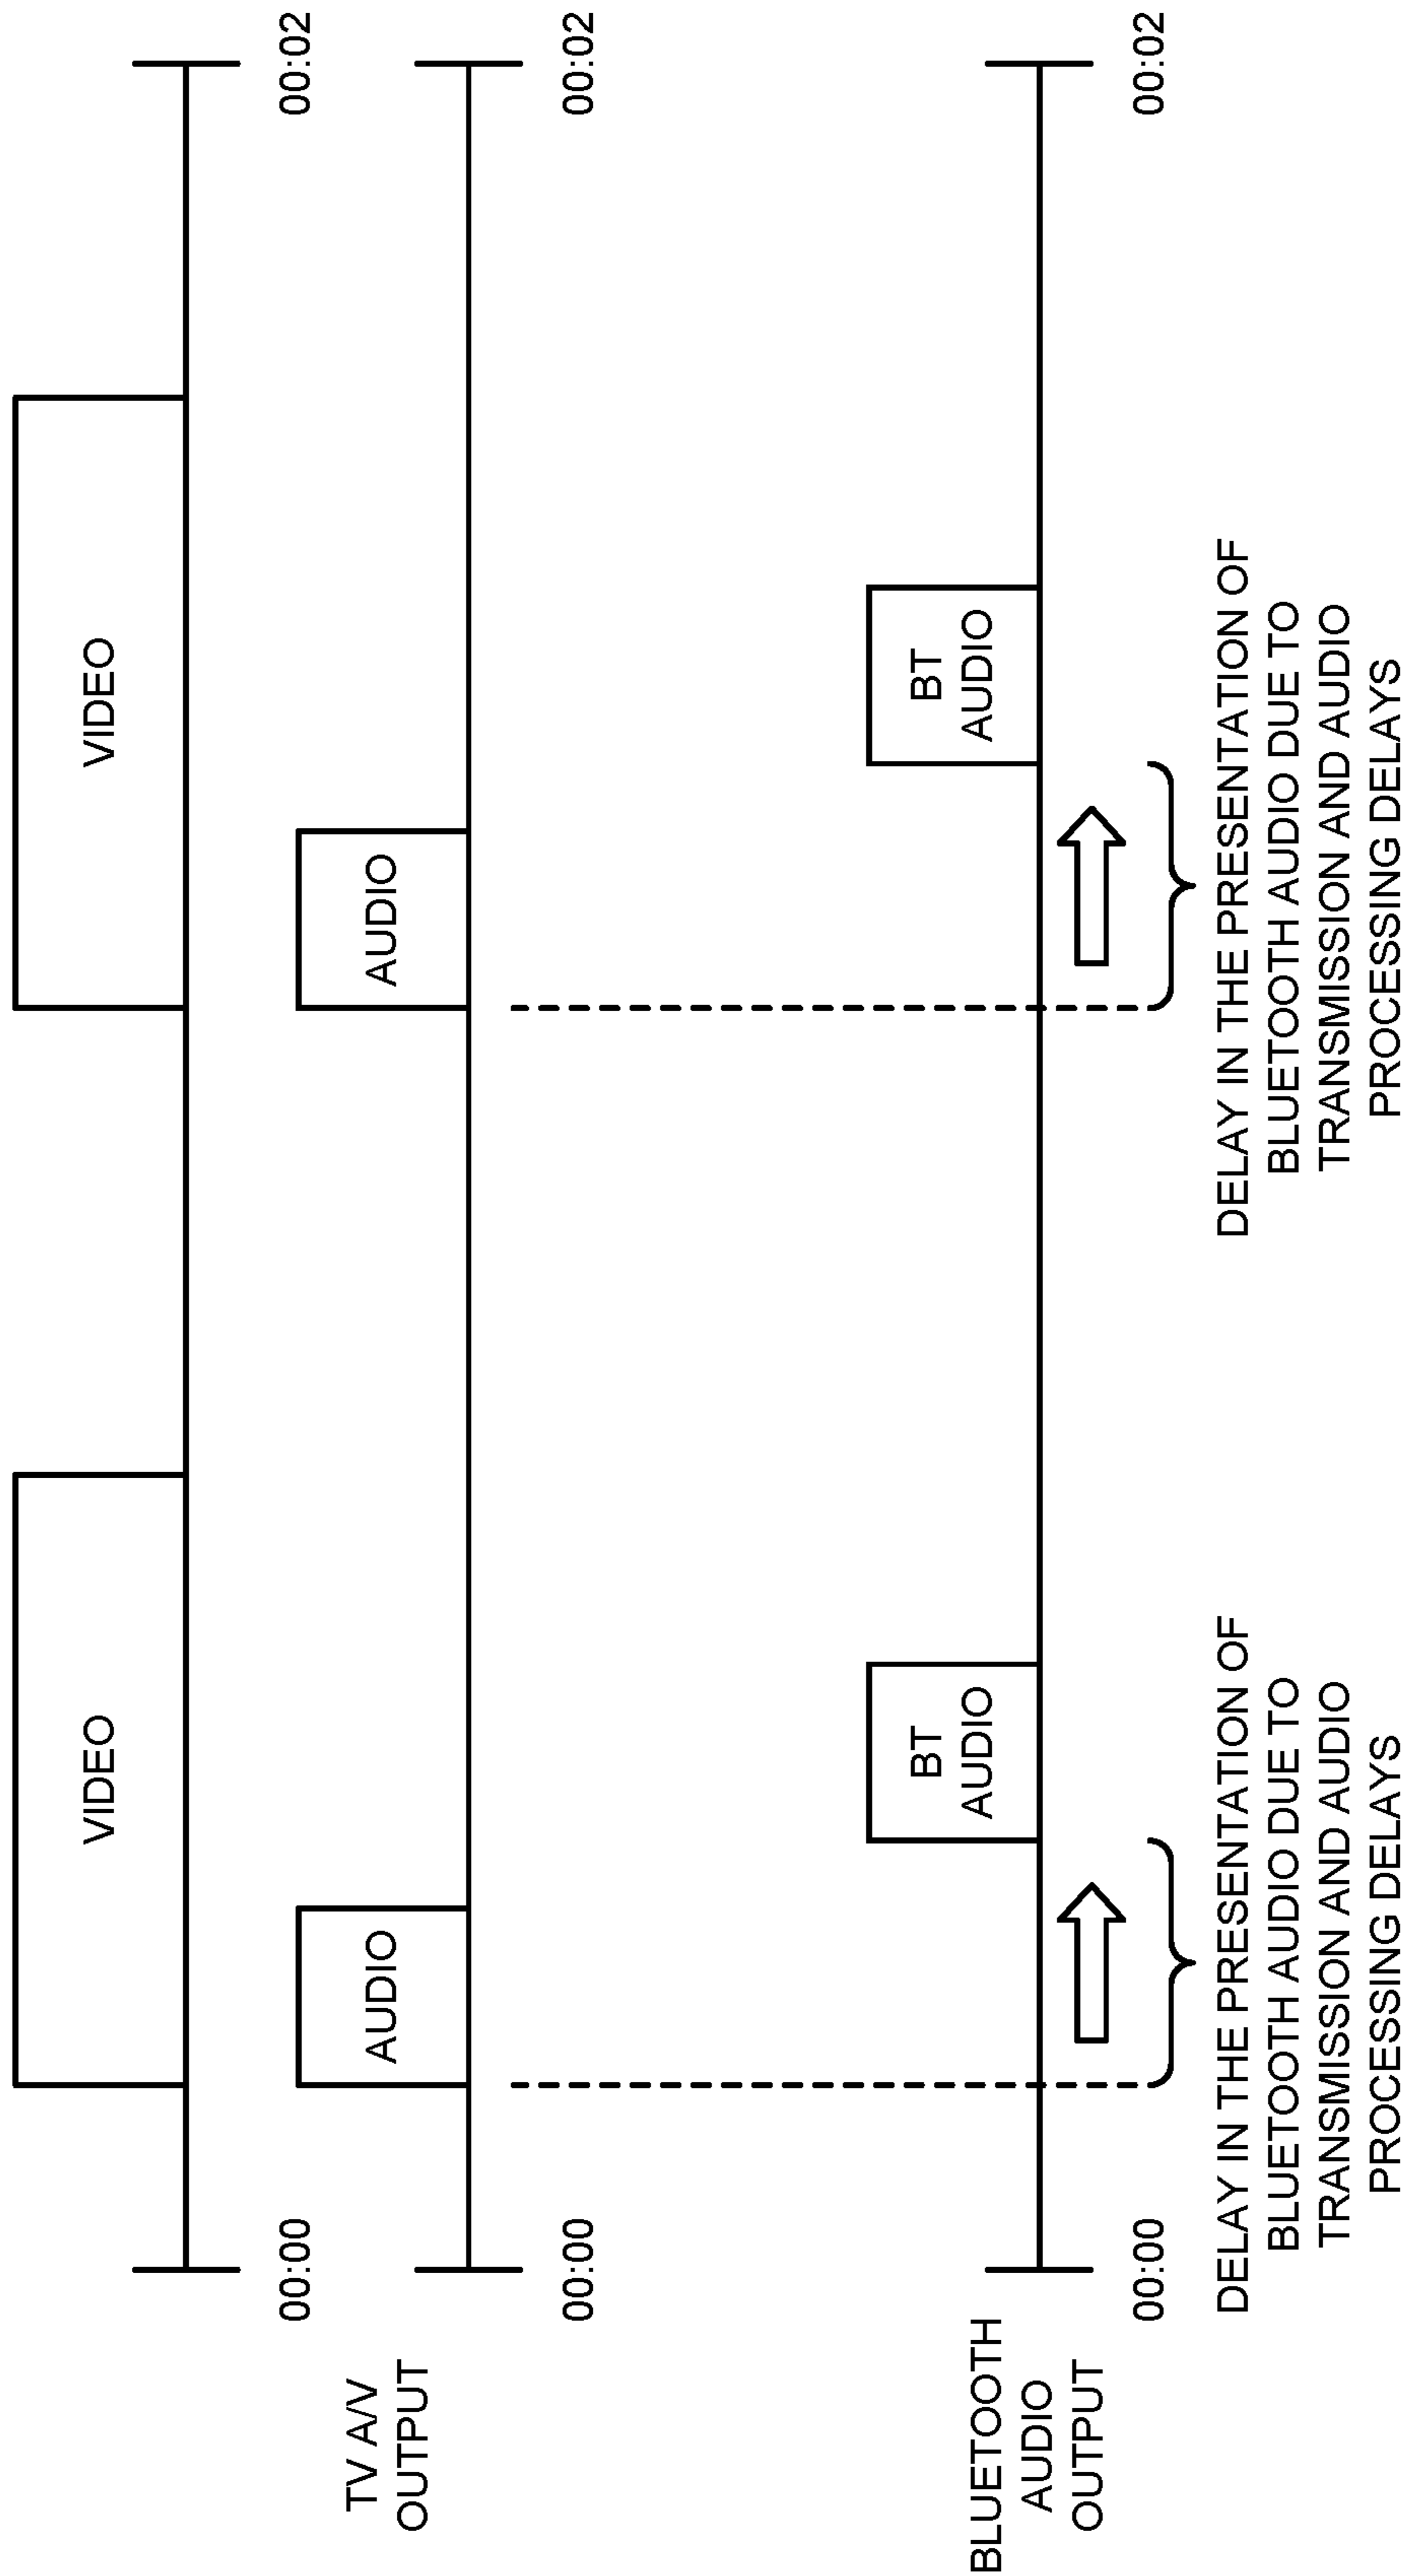 VIDEO
VIDEO
00:00
00:02
TV A/V
OUTPUT
AUDIO
AUDIO
00:00
00:02
BLUETOOTH
AUDIO
OUTPUT
BT
AUDIO
BT
AUDIO
00:00
00:02
DELAY IN THE PRESENTATION OF
BLUETOOTH AUDIO DUE TO
TRANSMISSION AND AUDIO
PROCESSING DELAYS
DELAY IN THE PRESENTATION OF
BLUETOOTH AUDIO DUE TO
TRANSMISSION AND AUDIO
PROCESSING DELAYS